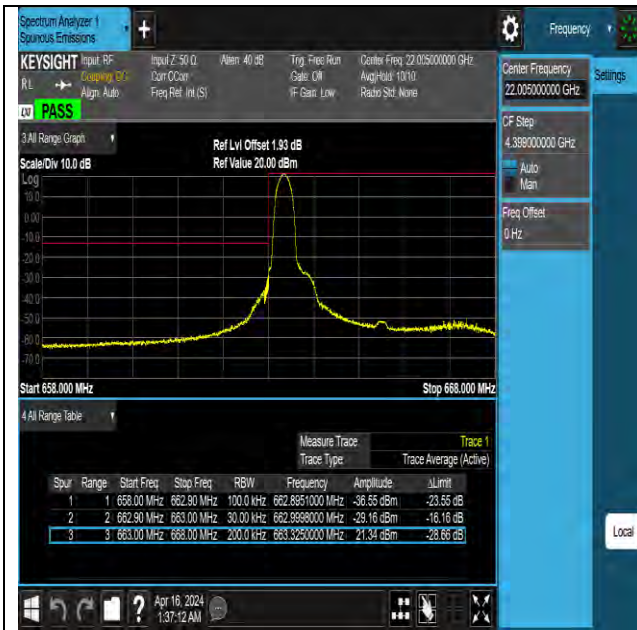 Spectrum Analyzer 1
Spurious Emissions
+
Frequency
KEYSIGHT
RL
Input: RF
Coupling: DC
Align: Auto
Input Z: 50 Ω
Corr CCorr
Freq Ref: Int (S)
Atten: 40 dB
Trig: Free Run
Gate: Off
IF Gain: Low
Center Freq: 22.005000000 GHz
Avg|Hold: 10/10
Radio Std: None
LXI
PASS
3 All Range Graph
Scale/Div 10.0 dB
Ref Lvl Offset 1.93 dB
Ref Value 20.00 dBm
Log
10.0
0.00
-10.0
-20.0
-30.0
-40.0
-50.0
-60.0
-70.0
Start 658.000 MHz
Stop 668.000 MHz
4 All Range Table
Measure Trace Trace 1
Trace Type Trace Average (Active)
Spur Range Start Freq Stop Freq RBW Frequency Amplitude ΔLimit
1 1 658.00 MHz 662.90 MHz 100.0 kHz 662.8951000 MHz -36.55 dBm -23.55 dB
2 2 662.90 MHz 663.00 MHz 30.00 kHz 662.9998000 MHz -29.16 dBm -16.16 dB
3 3 663.00 MHz 668.00 MHz 200.0 kHz 663.3250000 MHz 21.34 dBm -28.66 dB
Center Frequency
22.005000000 GHz
Settings
CF Step
4.399000000 GHz
Auto
Man
Freq Offset
0 Hz
Local
?
Apr 16, 2024
1:37:12 AM